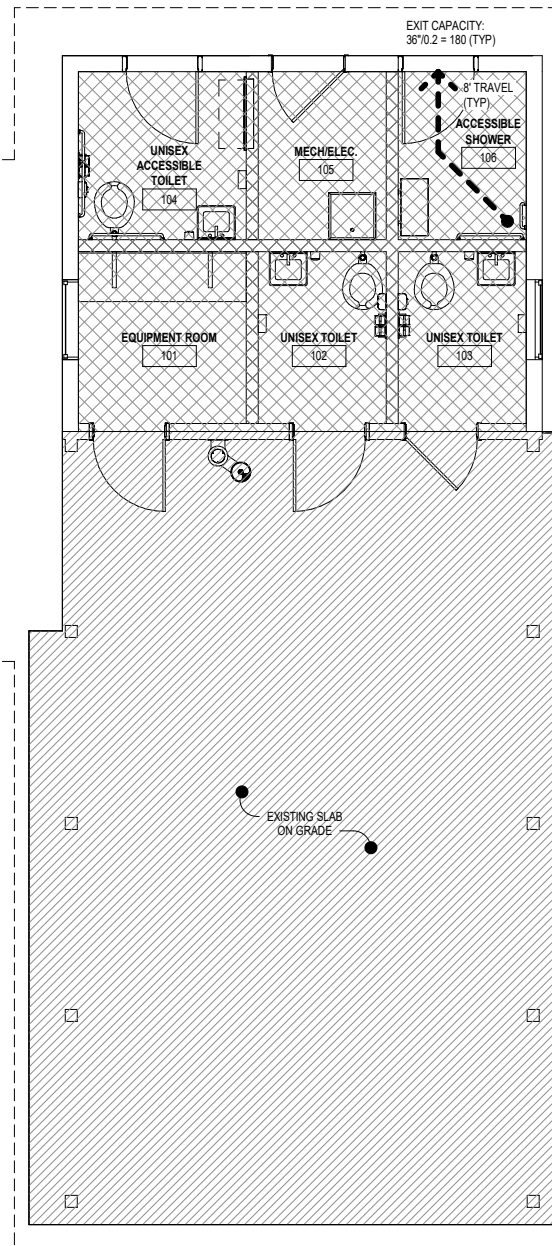 EXIT CAPACITY:
36"/0.2 = 180 (TYP)
8' TRAVEL
(TYP)
ACCESSIBLE
SHOWER
106
UNISEX
ACCESSIBLE
TOILET
104
MECH/ELEC.
105
EQUIPMENT ROOM
101
UNISEX TOILET
102
UNISEX TOILET
103
EXISTING SLAB
ON GRADE